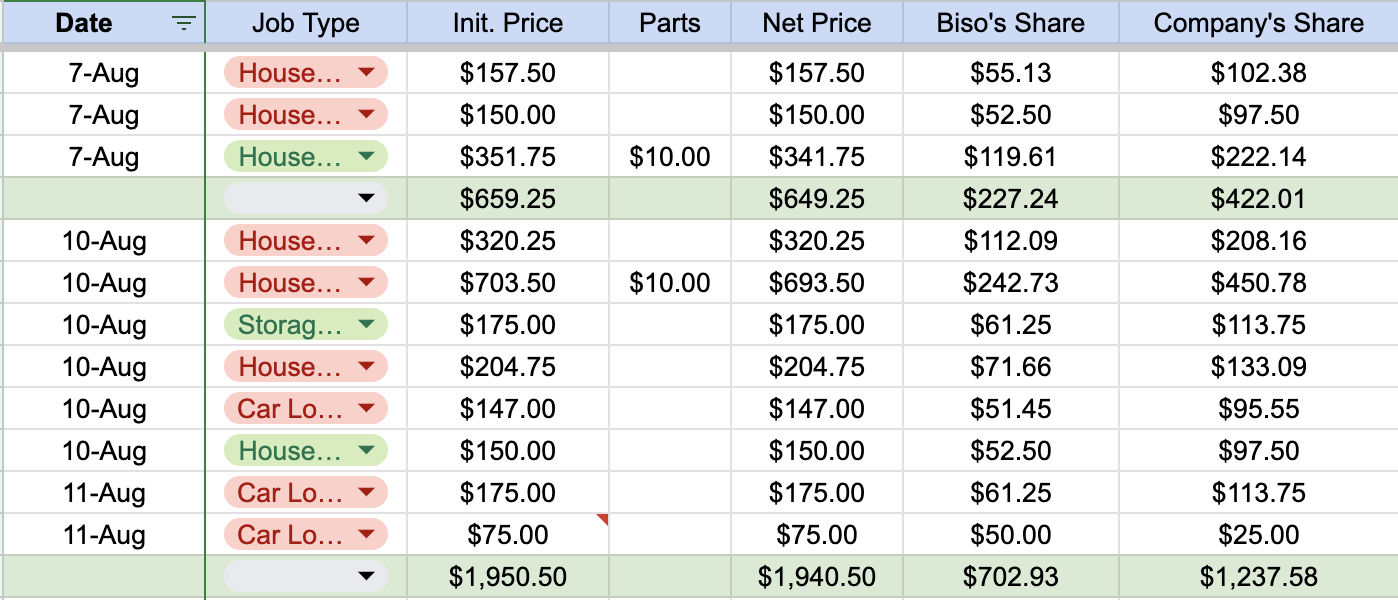 Date Job Type Init. Price Parts Net Price Biso's Share Company's Share
7-Aug House... $157.50 $157.50 $55.13 $102.38
7-Aug House... $150.00 $150.00 $52.50 $97.50
7-Aug House... $351.75 $10.00 $341.75 $119.61 $222.14
$659.25 $649.25 $227.24 $422.01
10-Aug House... $320.25 $320.25 $112.09 $208.16
10-Aug House... $703.50 $10.00 $693.50 $242.73 $450.78
10-Aug Storag... $175.00 $175.00 $61.25 $113.75
10-Aug House... $204.75 $204.75 $71.66 $133.09
10-Aug Car Lo... $147.00 $147.00 $51.45 $95.55
10-Aug House... $150.00 $150.00 $52.50 $97.50
11-Aug Car Lo... $175.00 $175.00 $61.25 $113.75
11-Aug Car Lo... $75.00 $75.00 $50.00 $25.00
$1,950.50 $1,940.50 $702.93 $1,237.58